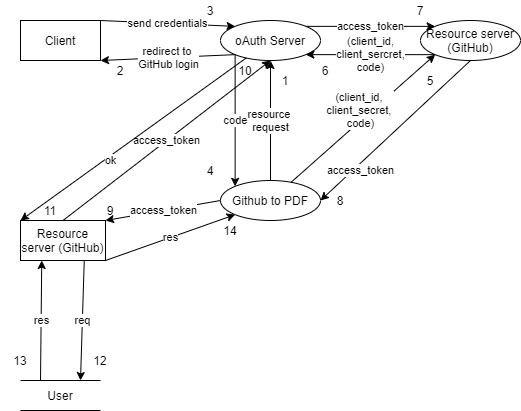 3
7
send credentials
access_token
Client
oAuth Server
(client_id,
client_sercret,
code)
Resource server
(GitHub)
redirect to
GitHub login
2
10
1
6
5
code
resource
request
(client_id,
client_secret,
code)
access_token
ok
4
access_token
11
9
access_token
Github to PDF
8
Resource
server (GitHub)
res
14
res
req
13
12
User